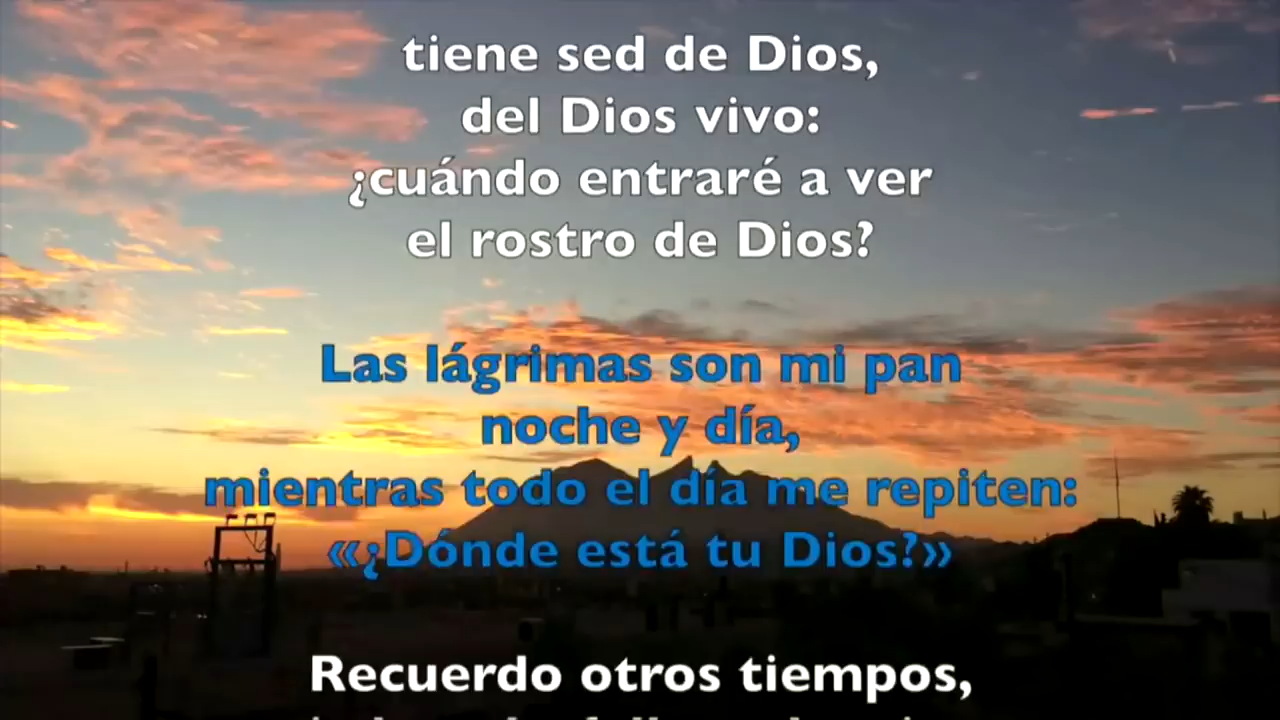 tiene sed de Dios,
del Dios vivo:
¿cuándo entraré a ver
el rostro de Dios?
Las lágrimas son mi pan
noche y día,
mientras todo el día me repiten:
«¿Dónde está tu Dios?»
Recuerdo otros tiempos,